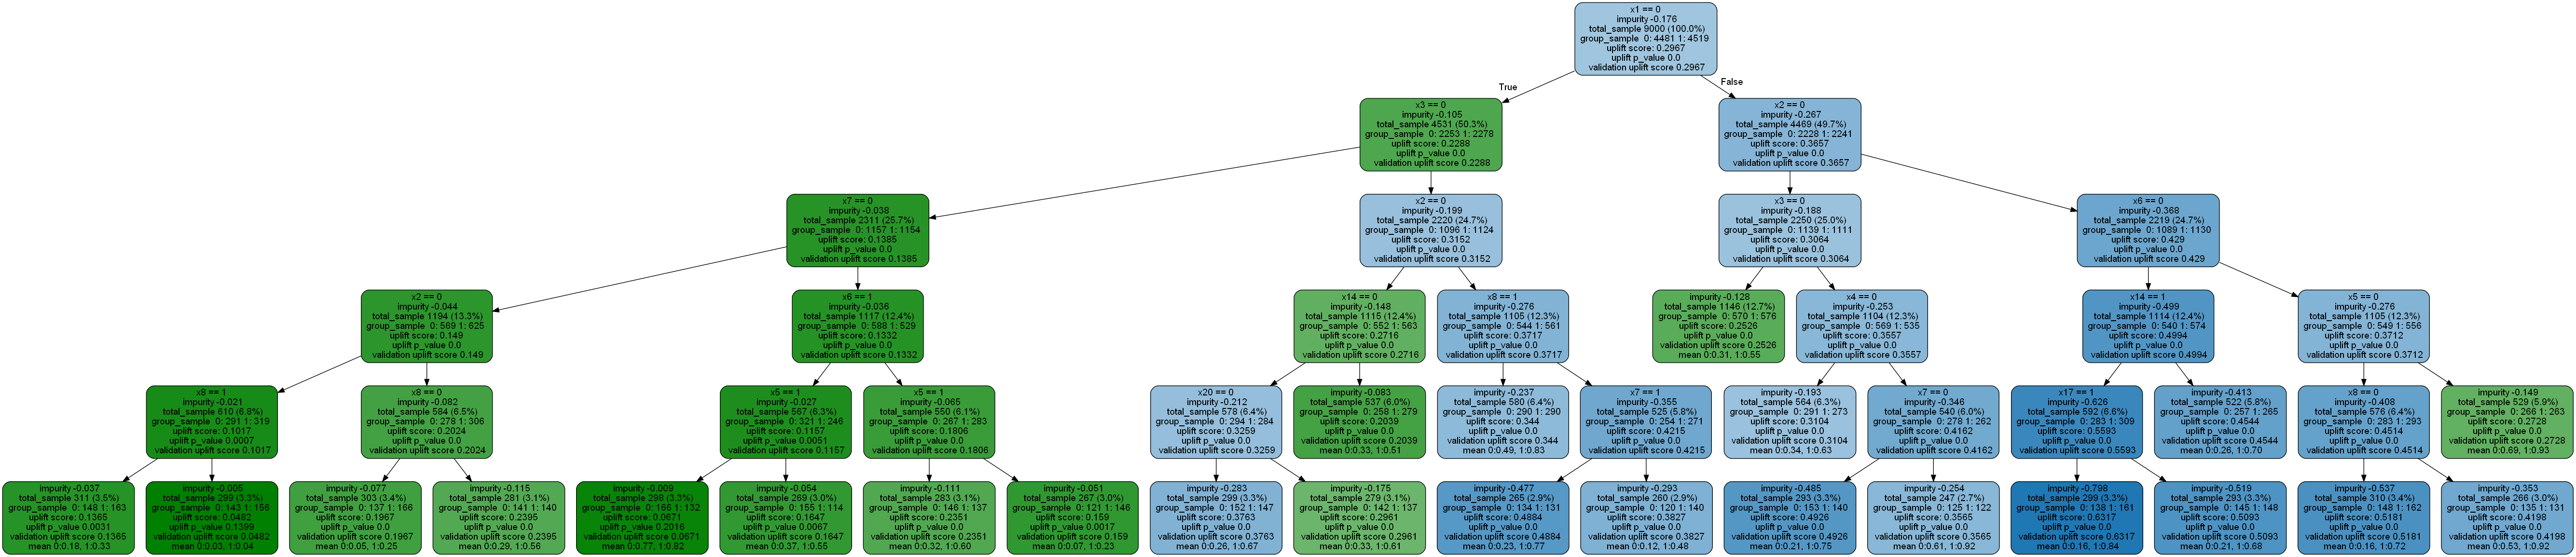 x1 == 0
impurity -0.176
total_sample 9000 (100.0%)
group_sample 0: 4481 1: 4519
uplift score: 0.2967
uplift p_value 0.0
validation uplift score 0.2967
True
False
x3 == 0
impurity -0.105
total_sample 4531 (50.3%)
group_sample 0: 2253 1: 2278
uplift score: 0.2288
uplift p_value 0.0
validation uplift score 0.2288
x2 == 0
impurity -0.267
total_sample 4469 (49.7%)
group_sample 0: 2228 1: 2241
uplift score: 0.3657
uplift p_value 0.0
validation uplift score 0.3657
x7 == 0
impurity -0.038
total_sample 2311 (25.7%)
group_sample 0: 1157 1: 1154
uplift score: 0.1385
uplift p_value 0.0
validation uplift score 0.1385
x2 == 0
impurity -0.199
total_sample 2220 (24.7%)
group_sample 0: 1096 1: 1124
uplift score: 0.3152
uplift p_value 0.0
validation uplift score 0.3152
x3 == 0
impurity -0.188
total_sample 2250 (25.0%)
group_sample 0: 1139 1: 1111
uplift score: 0.3064
uplift p_value 0.0
validation uplift score 0.3064
x6 == 0
impurity -0.368
total_sample 2219 (24.7%)
group_sample 0: 1089 1: 1130
uplift score: 0.429
uplift p_value 0.0
validation uplift score 0.429
x2 == 0
impurity -0.044
total_sample 1194 (13.3%)
group_sample 0: 569 1: 625
uplift score: 0.149
uplift p_value 0.0
validation uplift score 0.149
x6 == 1
impurity -0.036
total_sample 1117 (12.4%)
group_sample 0: 588 1: 529
uplift score: 0.1332
uplift p_value 0.0
validation uplift score 0.1332
x14 == 0
impurity -0.148
total_sample 1115 (12.4%)
group_sample 0: 552 1: 563
uplift score: 0.2716
uplift p_value 0.0
validation uplift score 0.2716
x8 == 1
impurity -0.276
total_sample 1105 (12.3%)
group_sample 0: 544 1: 561
uplift score: 0.3717
uplift p_value 0.0
validation uplift score 0.3717
impurity -0.128
total_sample 1146 (12.7%)
group_sample 0: 570 1: 576
uplift score: 0.2526
uplift p_value 0.0
validation uplift score 0.2526
mean 0:0.31, 1:0.55
x4 == 0
impurity -0.253
total_sample 1104 (12.3%)
group_sample 0: 569 1: 535
uplift score: 0.3557
uplift p_value 0.0
validation uplift score 0.3557
x14 == 1
impurity -0.499
total_sample 1114 (12.4%)
group_sample 0: 540 1: 574
uplift score: 0.4994
uplift p_value 0.0
validation uplift score 0.4994
x5 == 0
impurity -0.276
total_sample 1105 (12.3%)
group_sample 0: 549 1: 556
uplift score: 0.3712
uplift p_value 0.0
validation uplift score 0.3712
x8 == 1
impurity -0.021
total_sample 610 (6.8%)
group_sample 0: 291 1: 319
uplift score: 0.1017
uplift p_value 0.0007
validation uplift score 0.1017
x8 == 0
impurity -0.082
total_sample 584 (6.5%)
group_sample 0: 278 1: 306
uplift score: 0.2024
uplift p_value 0.0
validation uplift score 0.2024
x5 == 1
impurity -0.027
total_sample 567 (6.3%)
group_sample 0: 321 1: 246
uplift score: 0.1157
uplift p_value 0.0051
validation uplift score 0.1157
x5 == 1
impurity -0.065
total_sample 550 (6.1%)
group_sample 0: 267 1: 283
uplift score: 0.1806
uplift p_value 0.0
validation uplift score 0.1806
x20 == 0
impurity -0.212
total_sample 578 (6.4%)
group_sample 0: 294 1: 284
uplift score: 0.3259
uplift p_value 0.0
validation uplift score 0.3259
impurity -0.083
total_sample 537 (6.0%)
group_sample 0: 258 1: 279
uplift score: 0.2039
uplift p_value 0.0
validation uplift score 0.2039
mean 0:0.33, 1:0.51
impurity -0.237
total_sample 580 (6.4%)
group_sample 0: 290 1: 290
uplift score: 0.344
uplift p_value 0.0
validation uplift score 0.344
mean 0:0.49, 1:0.83
x7 == 1
impurity -0.355
total_sample 525 (5.8%)
group_sample 0: 254 1: 271
uplift score: 0.4215
uplift p_value 0.0
validation uplift score 0.4215
impurity -0.193
total_sample 564 (6.3%)
group_sample 0: 291 1: 273
uplift score: 0.3104
uplift p_value 0.0
validation uplift score 0.3104
mean 0:0.34, 1:0.63
x7 == 0
impurity -0.346
total_sample 540 (6.0%)
group_sample 0: 278 1: 262
uplift score: 0.4162
uplift p_value 0.0
validation uplift score 0.4162
x17 == 1
impurity -0.626
total_sample 592 (6.6%)
group_sample 0: 283 1: 309
uplift score: 0.5593
uplift p_value 0.0
validation uplift score 0.5593
impurity -0.413
total_sample 522 (5.8%)
group_sample 0: 257 1: 265
uplift score: 0.4544
uplift p_value 0.0
validation uplift score 0.4544
mean 0:0.26, 1:0.70
x8 == 0
impurity -0.408
total_sample 576 (6.4%)
group_sample 0: 283 1: 293
uplift score: 0.4514
uplift p_value 0.0
validation uplift score 0.4514
impurity -0.149
total_sample 529 (5.9%)
group_sample 0: 266 1: 263
uplift score: 0.2728
uplift p_value 0.0
validation uplift score 0.2728
mean 0:0.69, 1:0.93
impurity -0.037
total_sample 311 (3.5%)
group_sample 0: 148 1: 163
uplift score: 0.1365
uplift p_value 0.0031
validation uplift score 0.1365
mean 0:0.18, 1:0.33
impurity -0.005
total_sample 299 (3.3%)
group_sample 0: 143 1: 156
uplift score: 0.0482
uplift p_value 0.1399
validation uplift score 0.0482
mean 0:0.03, 1:0.04
impurity -0.077
total_sample 303 (3.4%)
group_sample 0: 137 1: 166
uplift score: 0.1967
uplift p_value 0.0
validation uplift score 0.1967
mean 0:0.05, 1:0.25
impurity -0.115
total_sample 281 (3.1%)
group_sample 0: 141 1: 140
uplift score: 0.2395
uplift p_value 0.0
validation uplift score 0.2395
mean 0:0.29, 1:0.56
impurity -0.009
total_sample 298 (3.3%)
group_sample 0: 166 1: 132
uplift score: 0.0671
uplift p_value 0.2016
validation uplift score 0.0671
mean 0:0.77, 1:0.82
impurity -0.054
total_sample 269 (3.0%)
group_sample 0: 155 1: 114
uplift score: 0.1647
uplift p_value 0.0067
validation uplift score 0.1647
mean 0:0.37, 1:0.55
impurity -0.111
total_sample 283 (3.1%)
group_sample 0: 146 1: 137
uplift score: 0.2351
uplift p_value 0.0
validation uplift score 0.2351
mean 0:0.32, 1:0.60
impurity -0.051
total_sample 267 (3.0%)
group_sample 0: 121 1: 146
uplift score: 0.159
uplift p_value 0.0017
validation uplift score 0.159
mean 0:0.07, 1:0.23
impurity -0.283
total_sample 299 (3.3%)
group_sample 0: 152 1: 147
uplift score: 0.3763
uplift p_value 0.0
validation uplift score 0.3763
mean 0:0.26, 1:0.67
impurity -0.175
total_sample 279 (3.1%)
group_sample 0: 142 1: 137
uplift score: 0.2961
uplift p_value 0.0
validation uplift score 0.2961
mean 0:0.33, 1:0.61
impurity -0.477
total_sample 265 (2.9%)
group_sample 0: 134 1: 131
uplift score: 0.4884
uplift p_value 0.0
validation uplift score 0.4884
mean 0:0.23, 1:0.77
impurity -0.293
total_sample 260 (2.9%)
group_sample 0: 120 1: 140
uplift score: 0.3827
uplift p_value 0.0
validation uplift score 0.3827
mean 0:0.12, 1:0.48
impurity -0.485
total_sample 293 (3.3%)
group_sample 0: 153 1: 140
uplift score: 0.4926
uplift p_value 0.0
validation uplift score 0.4926
mean 0:0.21, 1:0.75
impurity -0.254
total_sample 247 (2.7%)
group_sample 0: 125 1: 122
uplift score: 0.3565
uplift p_value 0.0
validation uplift score 0.3565
mean 0:0.61, 1:0.92
impurity -0.798
total_sample 299 (3.3%)
group_sample 0: 138 1: 161
uplift score: 0.6317
uplift p_value 0.0
validation uplift score 0.6317
mean 0:0.16, 1:0.84
impurity -0.519
total_sample 293 (3.3%)
group_sample 0: 145 1: 148
uplift score: 0.5093
uplift p_value 0.0
validation uplift score 0.5093
mean 0:0.21, 1:0.68
impurity -0.537
total_sample 310 (3.4%)
group_sample 0: 148 1: 162
uplift score: 0.5181
uplift p_value 0.0
validation uplift score 0.5181
mean 0:0.16, 1:0.72
impurity -0.353
total_sample 266 (3.0%)
group_sample 0: 135 1: 131
uplift score: 0.4198
uplift p_value 0.0
validation uplift score 0.4198
mean 0:0.53, 1:0.92